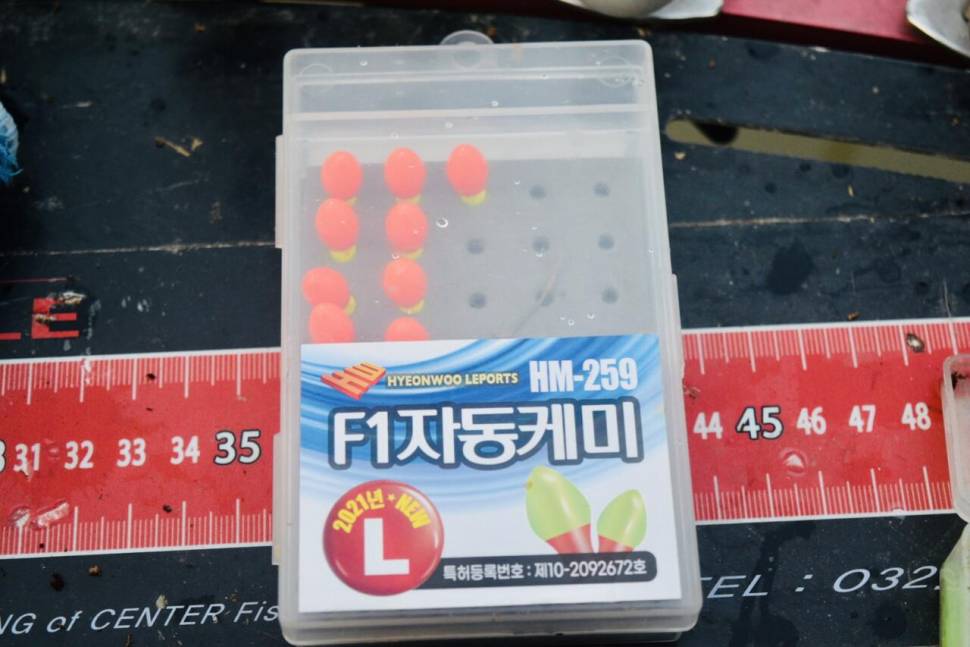 LE
HYEONWOO LEPORTS HM-259
F1자동케미
2021년 ★ NEW
L
특허등록번호 : 제10-2092672호
31 32 33 34 35
44 45 46 47 48
NG of CENTER Fis
TEL : 032